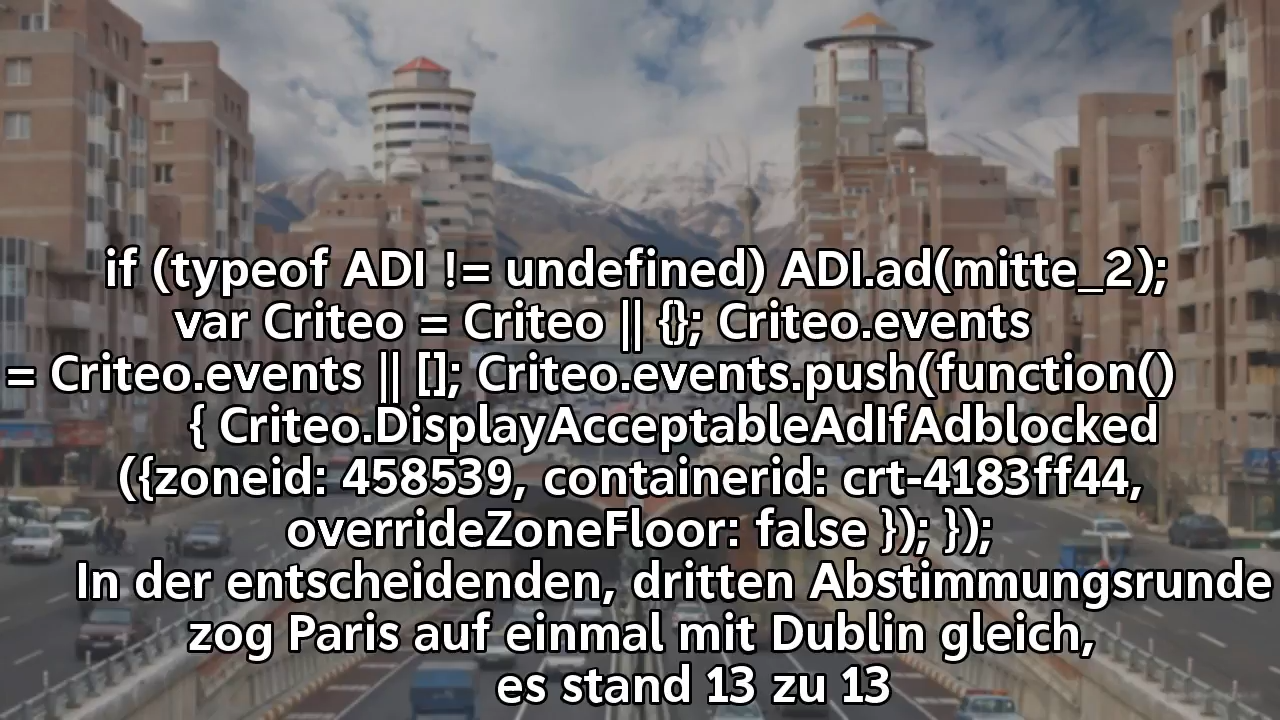 if (typeof ADI != undefined) ADI.ad(mitte_2);
var Criteo = Criteo || {}; Criteo.events
= Criteo.events || []; Criteo.events.push(function()
{ Criteo.DisplayAcceptableAdIfAdblocked
({zoneid: 458539, containerid: crt-4183ff44,
overrideZoneFloor: false }); });
In der entscheidenden, dritten Abstimmungsrunde
zog Paris auf einmal mit Dublin gleich,
es stand 13 zu 13